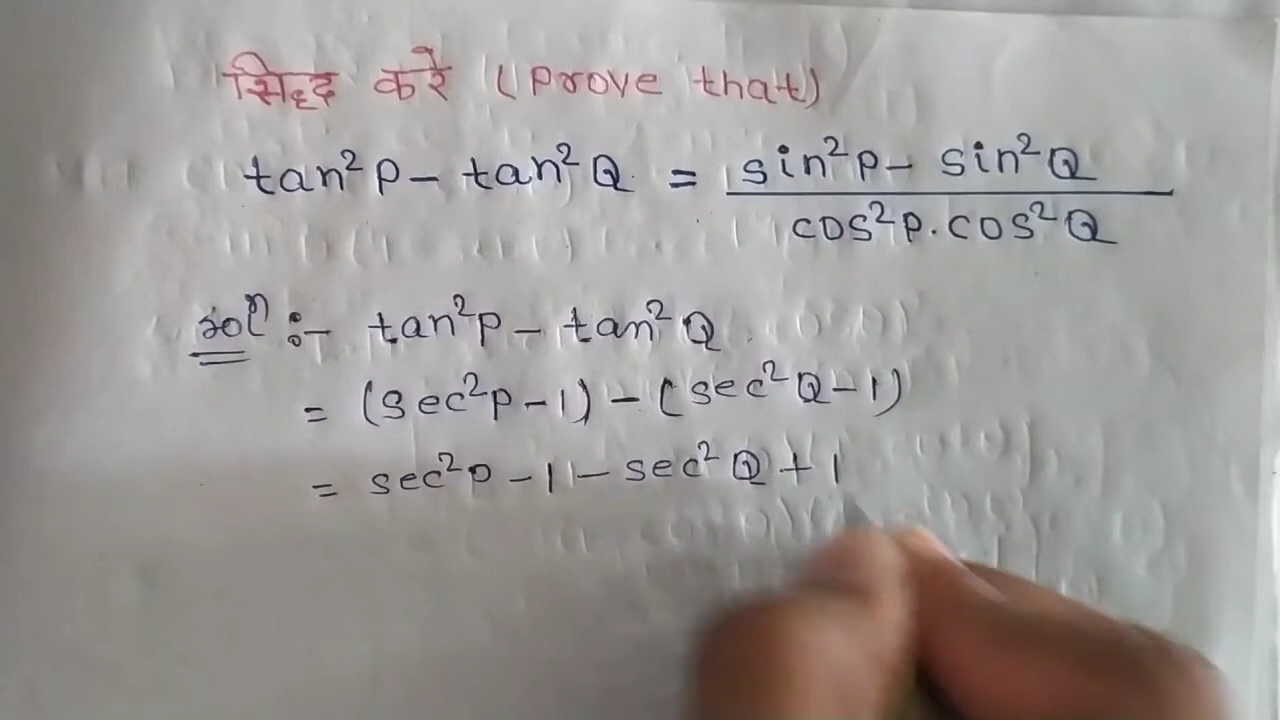 सिद्द करे (prove that)
tan²P - tan²Q = sin²P - sin²Q / cos²P . cos²Q
solⁿ :- tan²P - tan²Q
= (sec²P - 1) - (sec²Q - 1)
= sec²P - 1 - sec²Q + 1